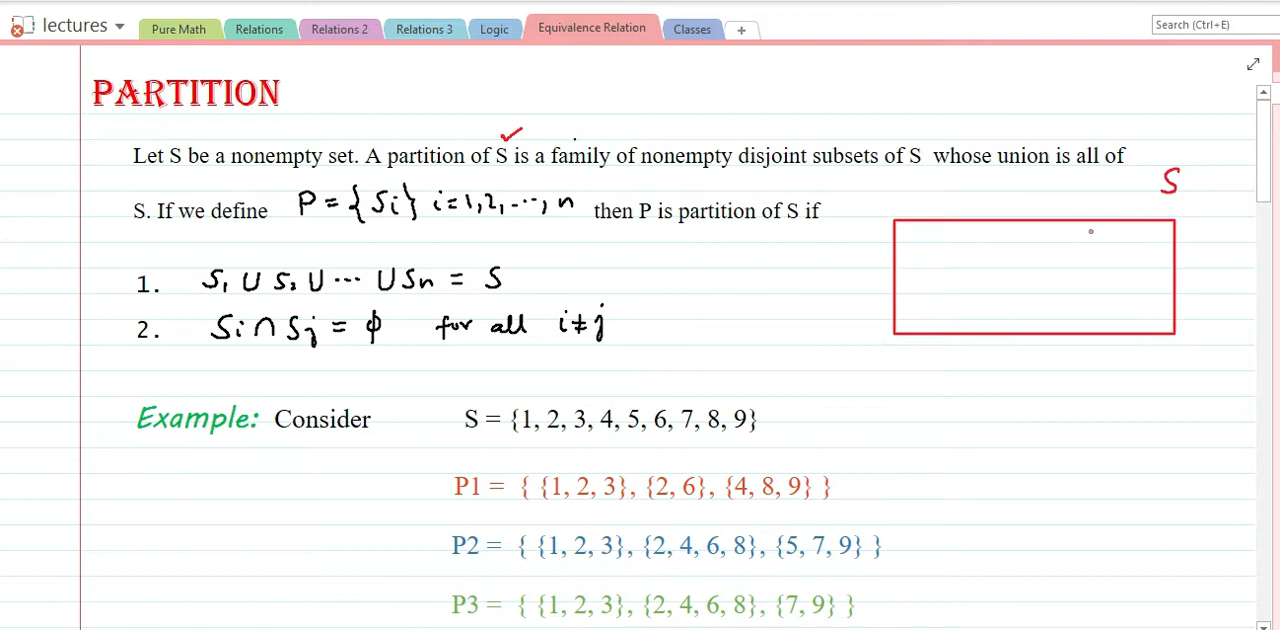 lectures Pure Math Relations Relations 2 Relations 3 Logic Equivalence Relation Classes + Search (Ctrl+E)
PARTITION
Let S be a nonempty set. A partition of S is a family of nonempty disjoint subsets of S whose union is all of
S
S. If we define P = {Si} i=1,2,...,n then P is partition of S if
1. S₁ ∪ S₂ ∪ ... ∪ Sn = S
2. Si ∩ Sj = ϕ for all i≠j
Example: Consider S = {1, 2, 3, 4, 5, 6, 7, 8, 9}
P1 = { {1, 2, 3}, {2, 6}, {4, 8, 9} }
P2 = { {1, 2, 3}, {2, 4, 6, 8}, {5, 7, 9} }
P3 = { {1, 2, 3}, {2, 4, 6, 8}, {7, 9} }